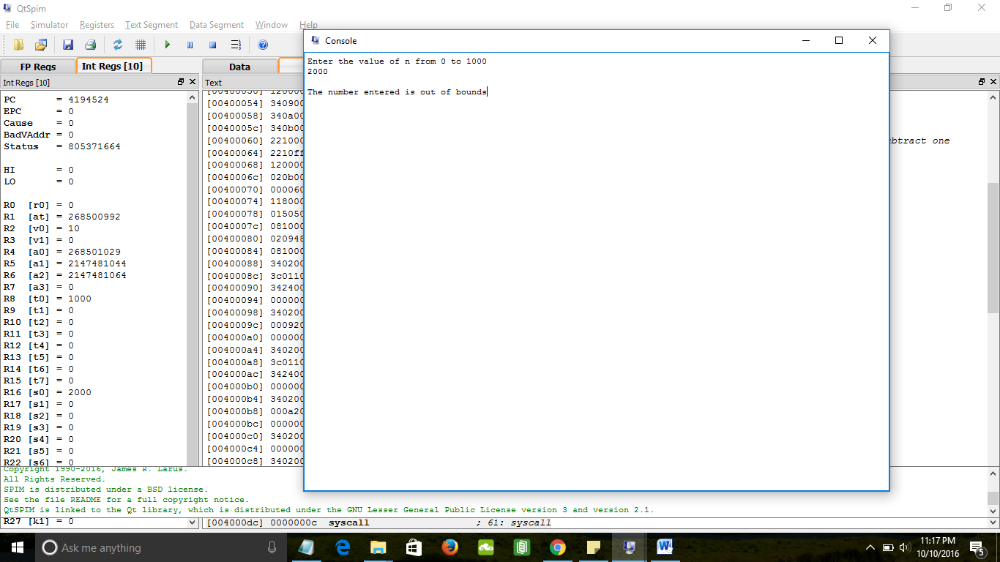 QtSpim
File Simulator Registers Text Segment Data Segment Window Help
FP Regs
Int Regs [10]
Data
Int Regs [10]
Text
PC = 4194524
EPC = 0
Cause = 0
BadVAddr = 0
Status = 805371664
HI = 0
LO = 0
R0 [r0] = 0
R1 [at] = 268500992
R2 [v0] = 10
R3 [v1] = 0
R4 [a0] = 268501029
R5 [a1] = 2147481044
R6 [a2] = 2147481064
R7 [a3] = 0
R8 [t0] = 1000
R9 [t1] = 0
R10 [t2] = 0
R11 [t3] = 0
R12 [t4] = 0
R13 [t5] = 0
R14 [t6] = 0
R15 [t7] = 0
R16 [s0] = 2000
R17 [s1] = 0
R18 [s2] = 0
R19 [s3] = 0
R20 [s4] = 0
R21 [s5] = 0
R22 [s6] = 0
R27 [k1] = 0
[00400050] 120000
[00400054] 340900
[00400058] 340a00
[0040005c] 340b00
[00400060] 221000
btract one
[00400064] 2210ff
[00400068] 120000
[0040006c] 020b00
[00400070] 000060
[00400074] 118000
[00400078] 015050
[0040007c] 081000
[00400080] 020948
[00400084] 081000
[00400088] 340200
[0040008c] 3c0110
[00400090] 342400
[00400094] 000000
[00400098] 340200
[0040009c] 000920
[004000a0] 000000
[004000a4] 340200
[004000a8] 3c0110
[004000ac] 342400
[004000b0] 000000
[004000b4] 340200
[004000b8] 000a20
[004000bc] 000000
[004000c0] 340200
[004000c4] 000000
[004000c8] 340200
[004000dc] 0000000c syscall ; 61: syscall
Console
Enter the value of n from 0 to 1000
2000
The number entered is out of bounds
Copyright 1990-2016, James R. Larus.
All Rights Reserved.
SPIM is distributed under a BSD license.
See the file README for a full copyright notice.
QtSPIM is linked to the Qt library, which is distributed under the GNU Lesser General Public License version 3 and version 2.1.
Ask me anything
11:17 PM
10/10/2016
5